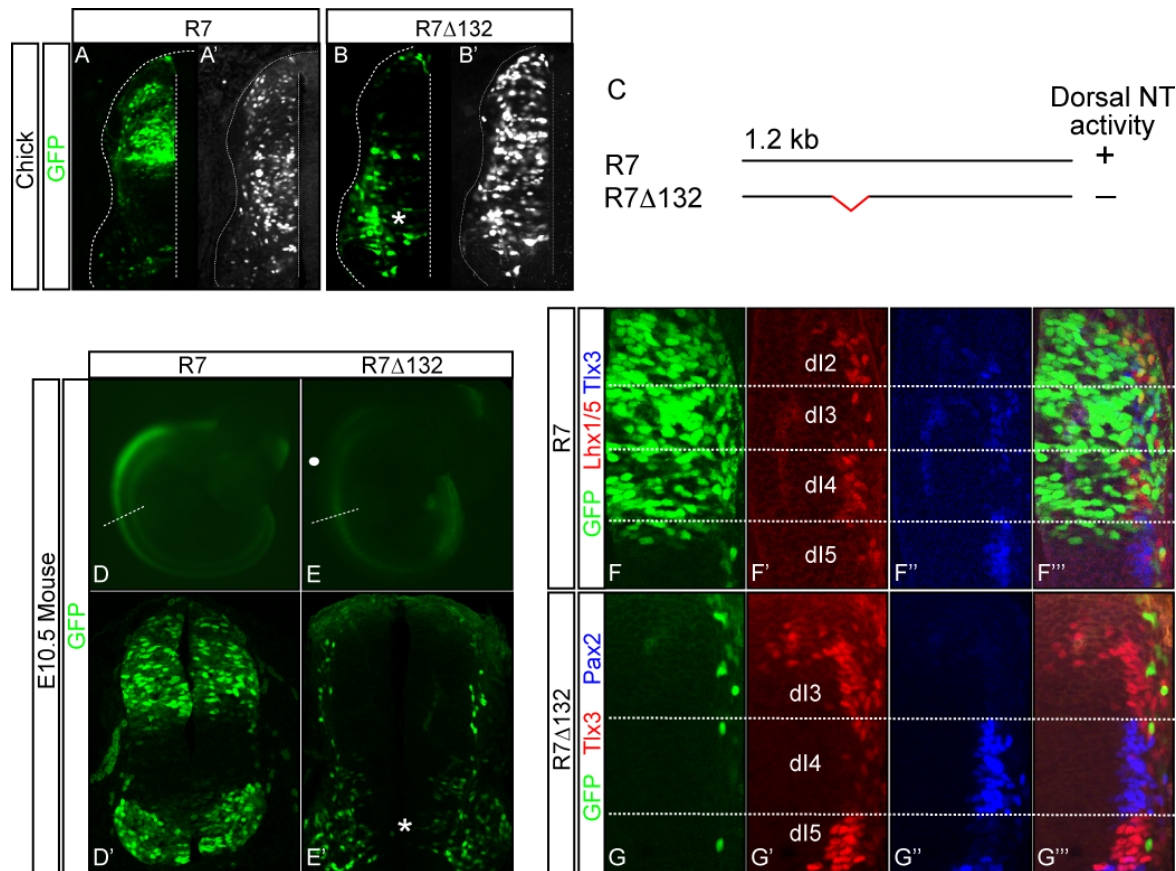 R7
R7Δ132
Chick
GFP
A
A'
B
B'
C
Dorsal NT
activity
1.2 kb
R7
+
R7Δ132
–
R7
R7Δ132
E10.5 Mouse
GFP
D
E
D'
E'
*
*
R7
GFP Lhx1/5 Tlx3
dI2
dI3
dI4
dI5
F
F'
F''
F'''
R7Δ132
GFP Tlx3 Pax2
dI3
dI4
dI5
G
G'
G''
G'''